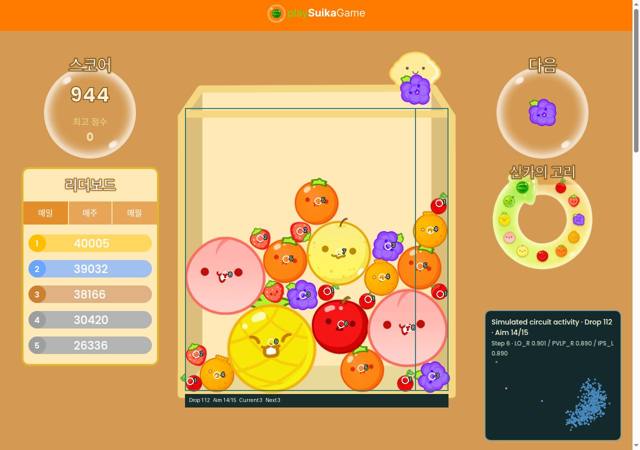 playSuikaGame
스코어
944
최고 점수
0
리더보드
매일
매주
매월
1
40005
2
39032
3
38166
4
30420
5
26336
다음
신카의 고리
Simulated circuit activity · Drop 112
· Aim 14/15
Step 6 · LO_R 0.901 / PVLP_R 0.890 / IPS_L
0.890
Drop 112 Aim 14/15 Current 3 Next 3